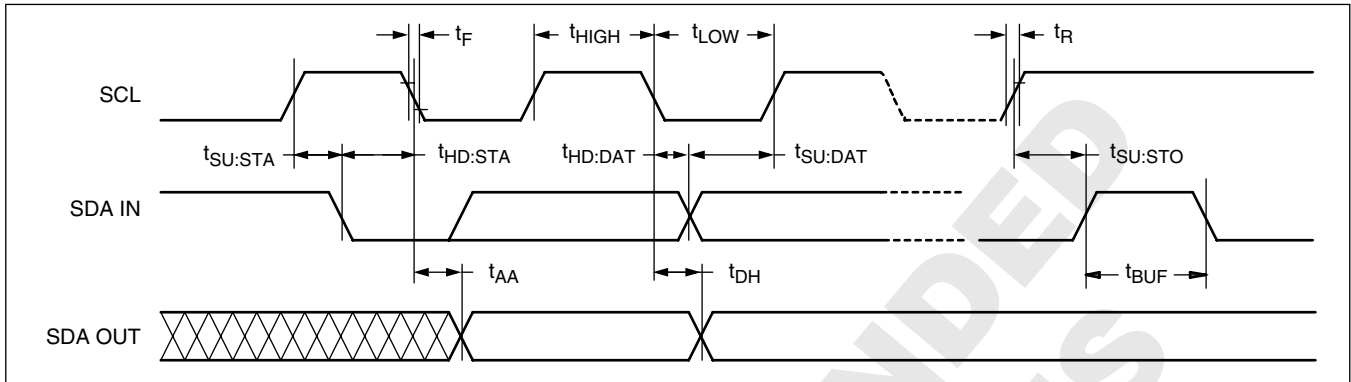 tF tHIGH tLOW tR
SCL
tSU:STA tHD:STA tHD:DAT tSU:DAT tSU:STO
SDA IN
tAA tDH tBUF
SDA OUT